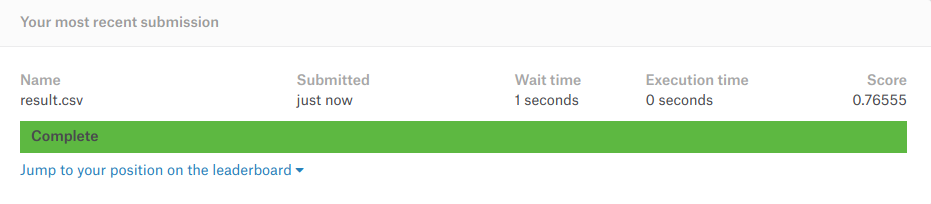 Your most recent submission
Name Submitted Wait time Execution time Score
result.csv just now 1 seconds 0 seconds 0.76555
Complete
Jump to your position on the leaderboard